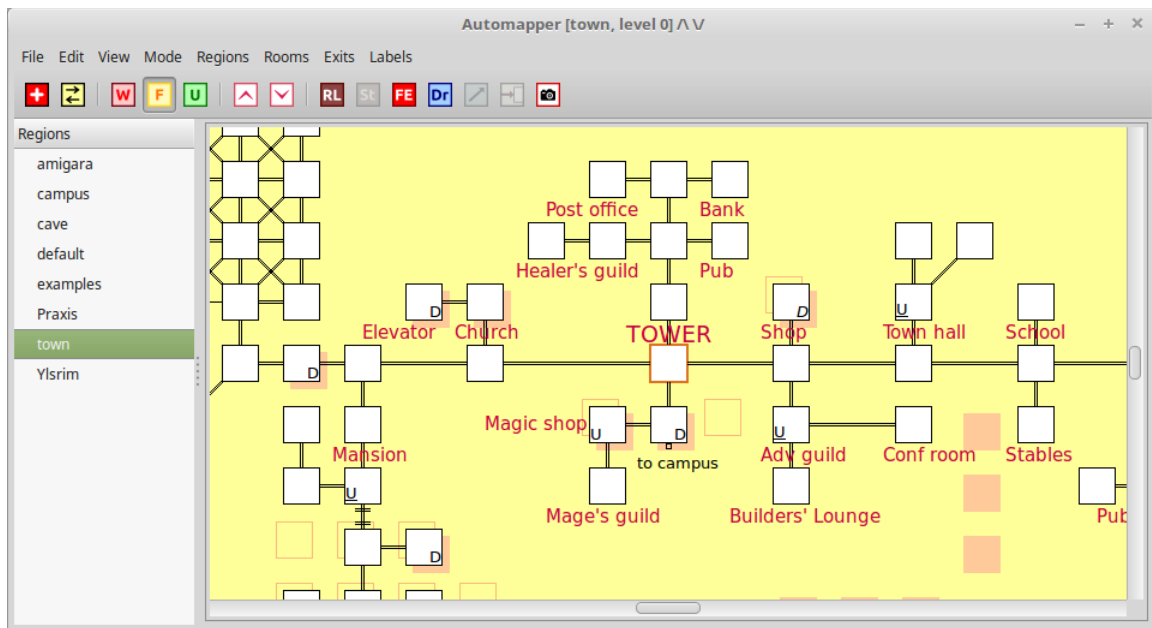 Automapper [town, level 0] /\ \/
File Edit View Mode Regions Rooms Exits Labels
W F U RL St FE Dr
Regions
amigara
campus
cave
default
examples
Praxis
town
Ylsrim
Post office Bank
Healer's guild Pub
D D U
Elevator Church TOWER Shop Town hall School
D
Magic shop U D U
Mansion to campus Adv guild Conf room Stables
U
Mage's guild Builders' Lounge Pub
D